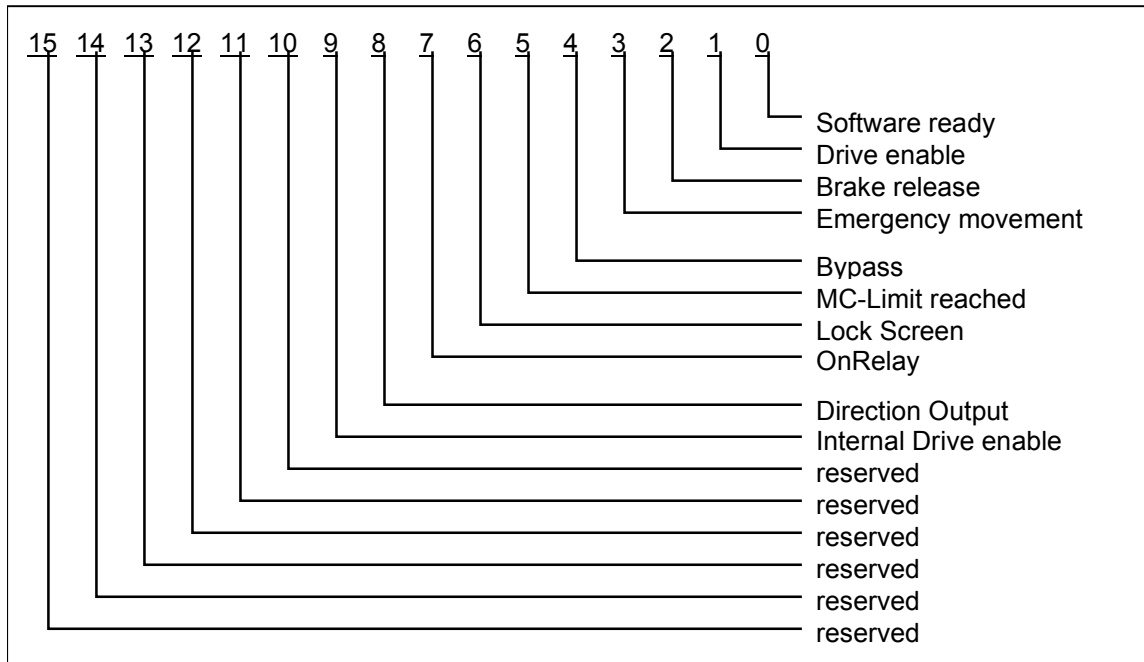 15 14 13 12 11 10 9 8 7 6 5 4 3 2 1 0
Software ready
Drive enable
Brake release
Emergency movement
Bypass
MC-Limit reached
Lock Screen
OnRelay
Direction Output
Internal Drive enable
reserved
reserved
reserved
reserved
reserved
reserved